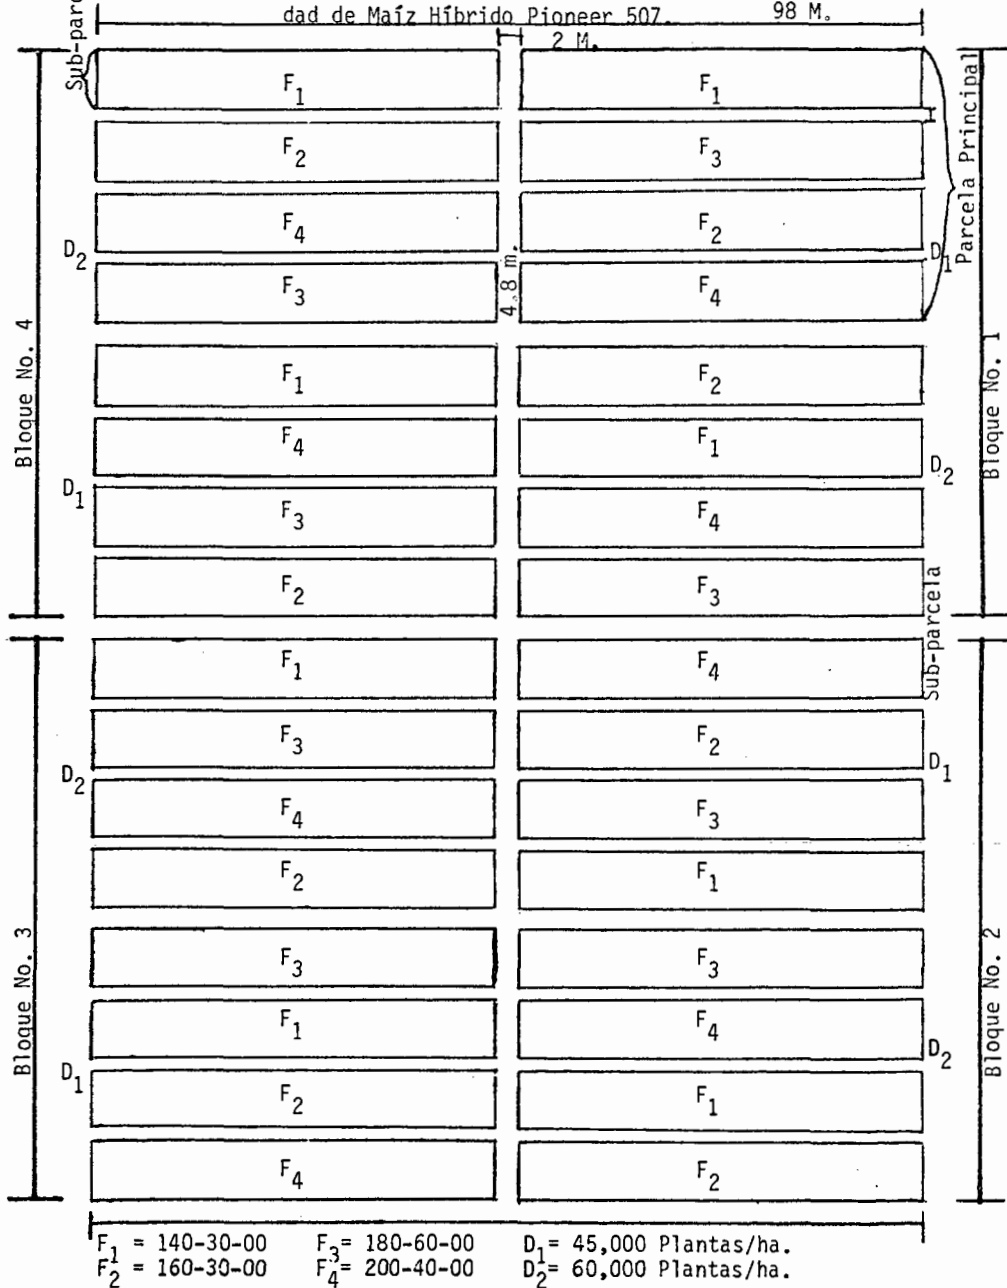 dad de Maíz Híbrido Pioneer 507. 98 M.
2 M.
F1 F1
F2 F3
F4 F2
F3 F4
D2 D1
4.8 m.
Parcela Principal
Bloque No. 4
Bloque No. 1
F1 F2
F4 F1
F3 F4
F2 F3
D1 D2
Sub-parcela
F1 F4
F3 F2
F4 F3
F2 F1
D2 D1
Bloque No. 3
Bloque No. 2
F3 F3
F1 F4
F2 F1
F4 F2
D1 D2
F1 = 140-30-00 F3= 180-60-00 D1= 45,000 Plantas/ha.
F2 = 160-30-00 F4= 200-40-00 D2= 60,000 Plantas/ha.